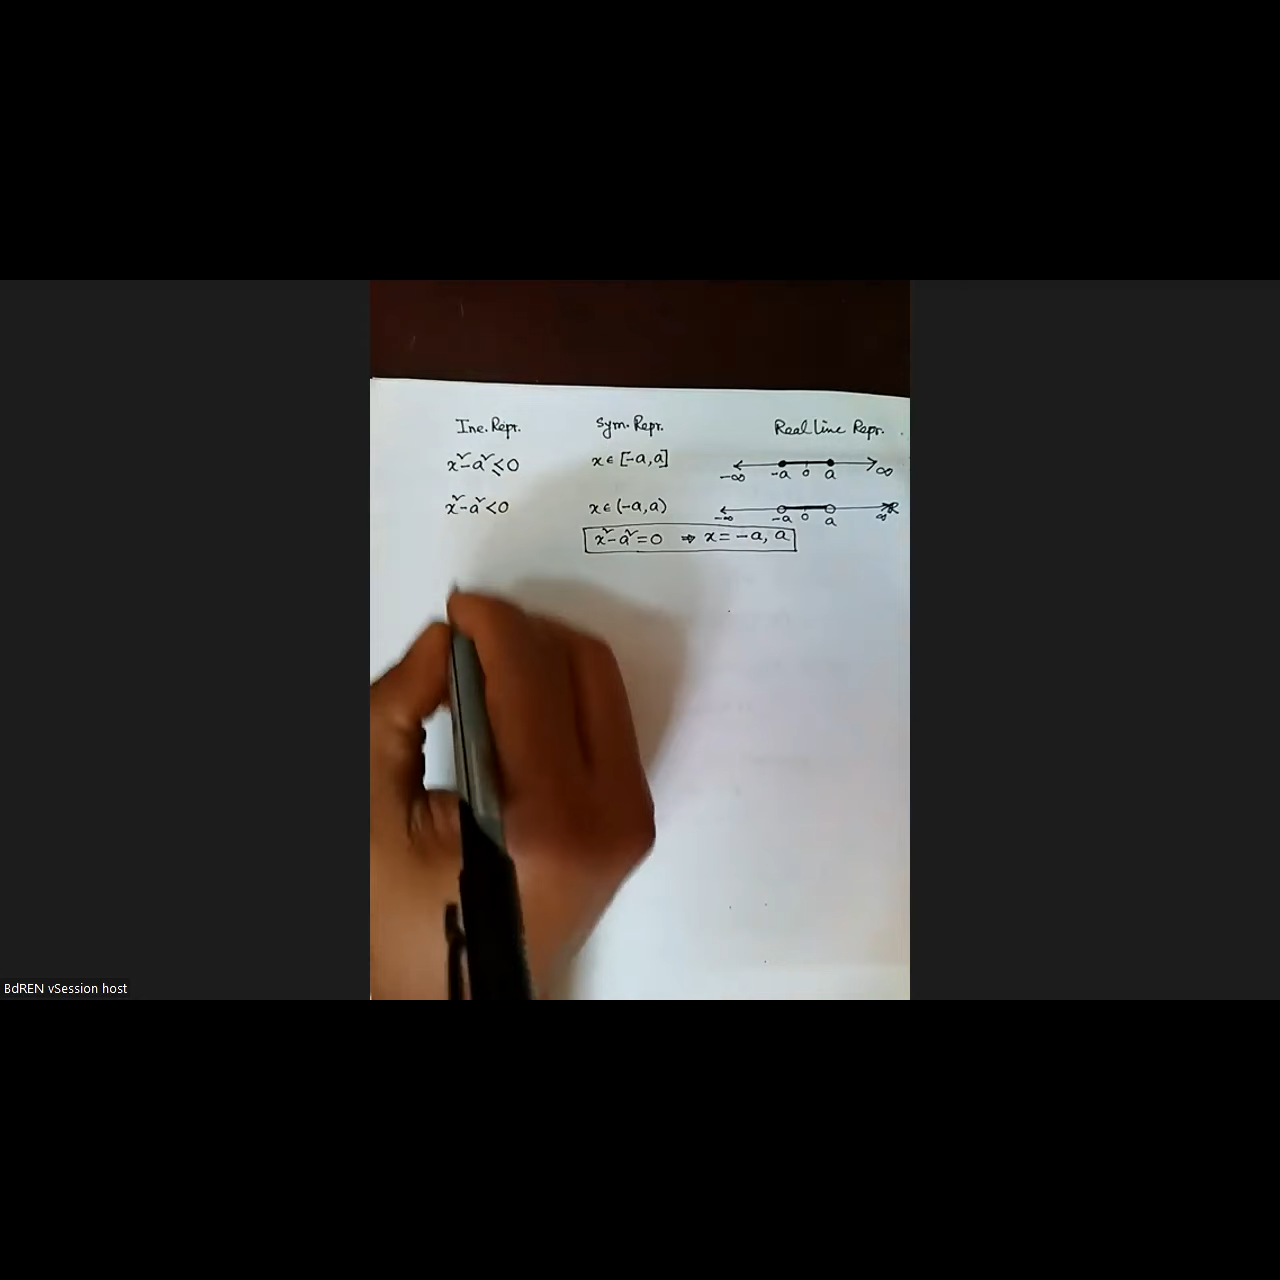 Ine. Repr. Sym. Repr. Real Line Repr.
x² - a² ≤ 0 x ∈ [-a, a] -∞ -a 0 a ∞
x² - a² < 0 x ∈ (-a, a) -∞ -a 0 a ∞
x² - a² = 0 ⇒ x = -a, a
BdREN vSession host